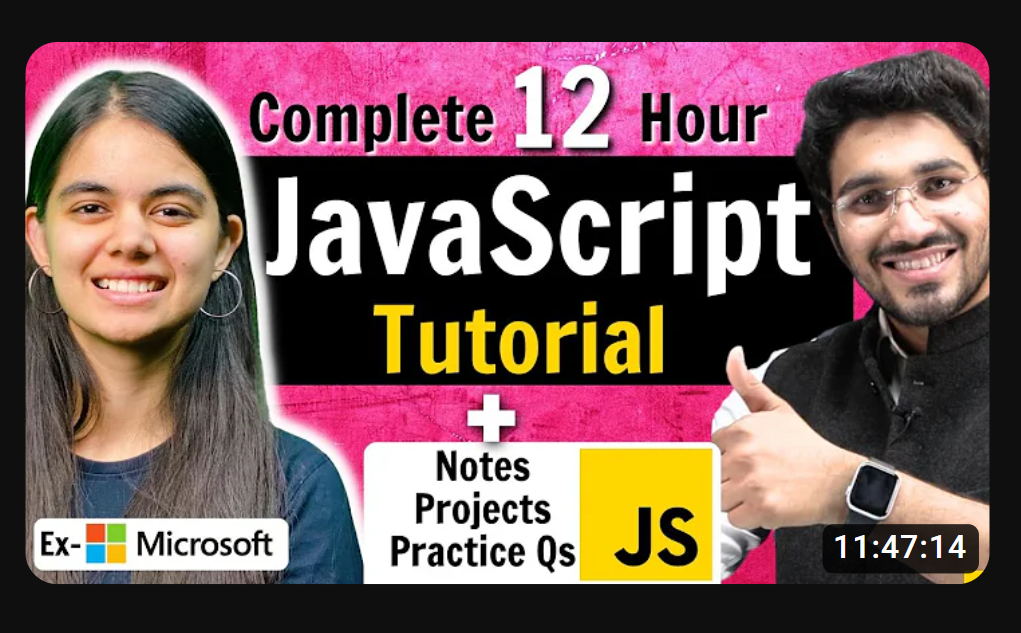 Complete 12 Hour
JavaScript
Tutorial
+
Notes
Projects
Practice Qs
JS
Ex- Microsoft
11:47:14